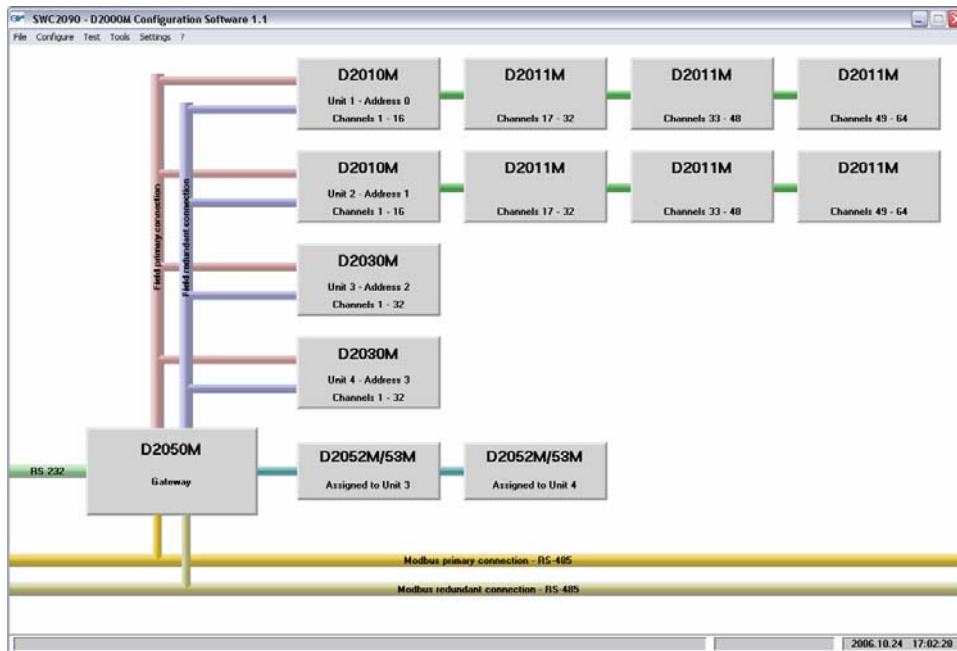 SWC2090 - D2000M Configuration Software 1.1
File Configure Test Tools Settings ?
D2010M
Unit 1 - Address 0
Channels 1 - 16
D2011M
Channels 17 - 32
D2011M
Channels 33 - 48
D2011M
Channels 49 - 64
D2010M
Unit 2 - Address 1
Channels 1 - 16
D2011M
Channels 17 - 32
D2011M
Channels 33 - 48
D2011M
Channels 49 - 64
Field primary connection
Field redundant connection
D2030M
Unit 3 - Address 2
Channels 1 - 32
D2030M
Unit 4 - Address 3
Channels 1 - 32
RS-232
D2050M
Gateway
D2052M/53M
Assigned to Unit 3
D2052M/53M
Assigned to Unit 4
Modbus primary connection - RS-485
Modbus redundant connection - RS-485
2006.10.24 17:02:20